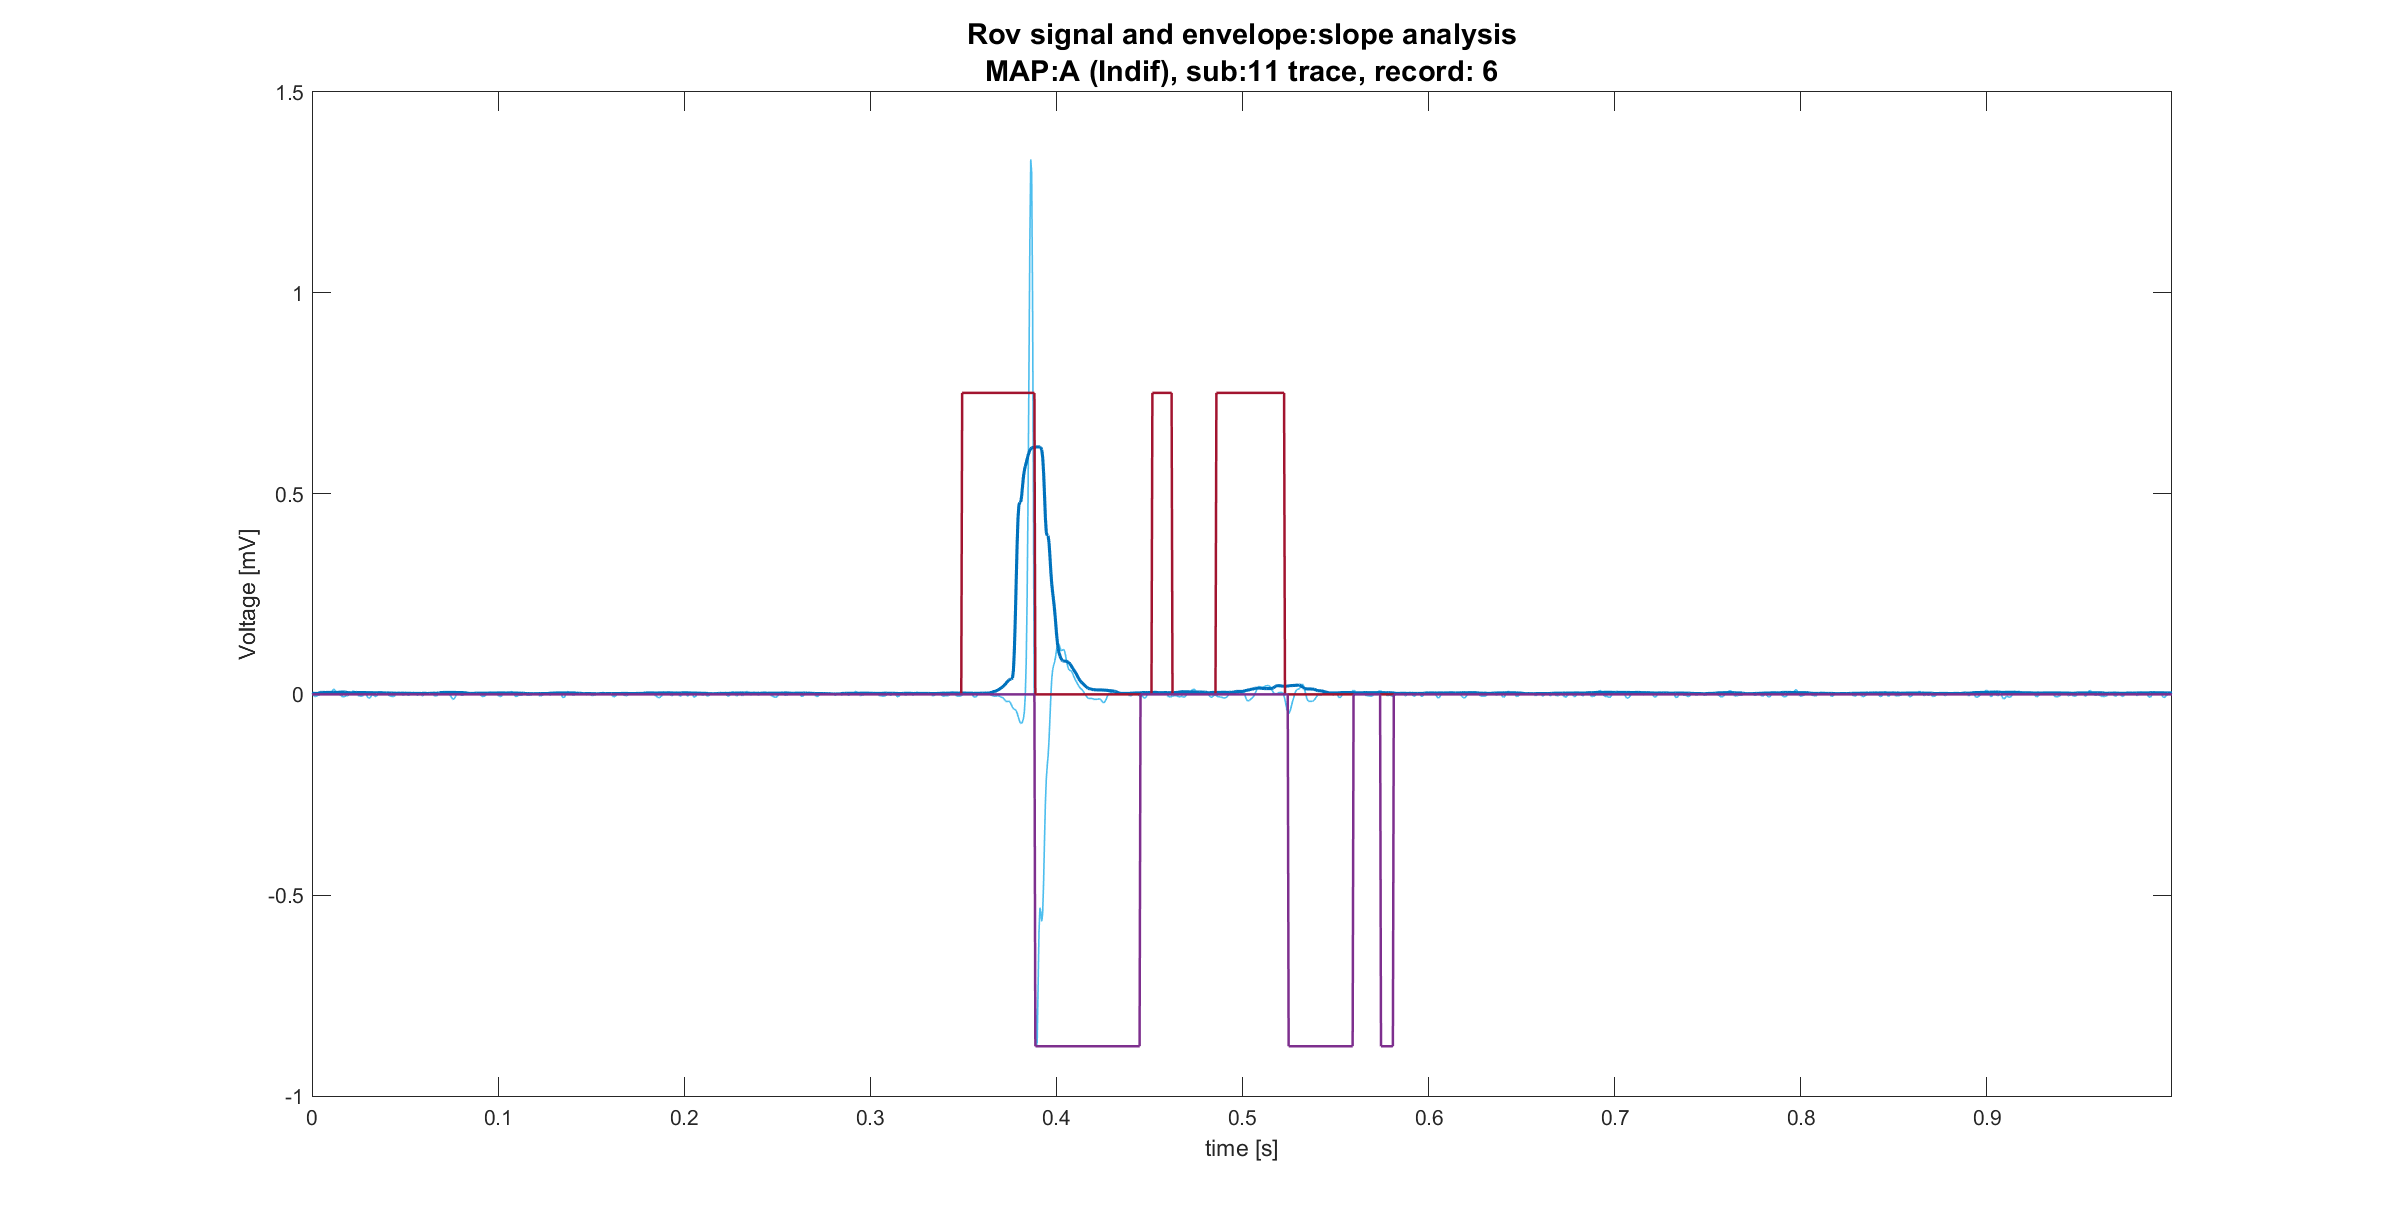 Rov signal and envelope:slope analysis
MAP:A (Indif), sub:11 trace, record: 6
1.5
1
0.5
0
-0.5
-1
Voltage [mV]
0 0.1 0.2 0.3 0.4 0.5 0.6 0.7 0.8 0.9
time [s]